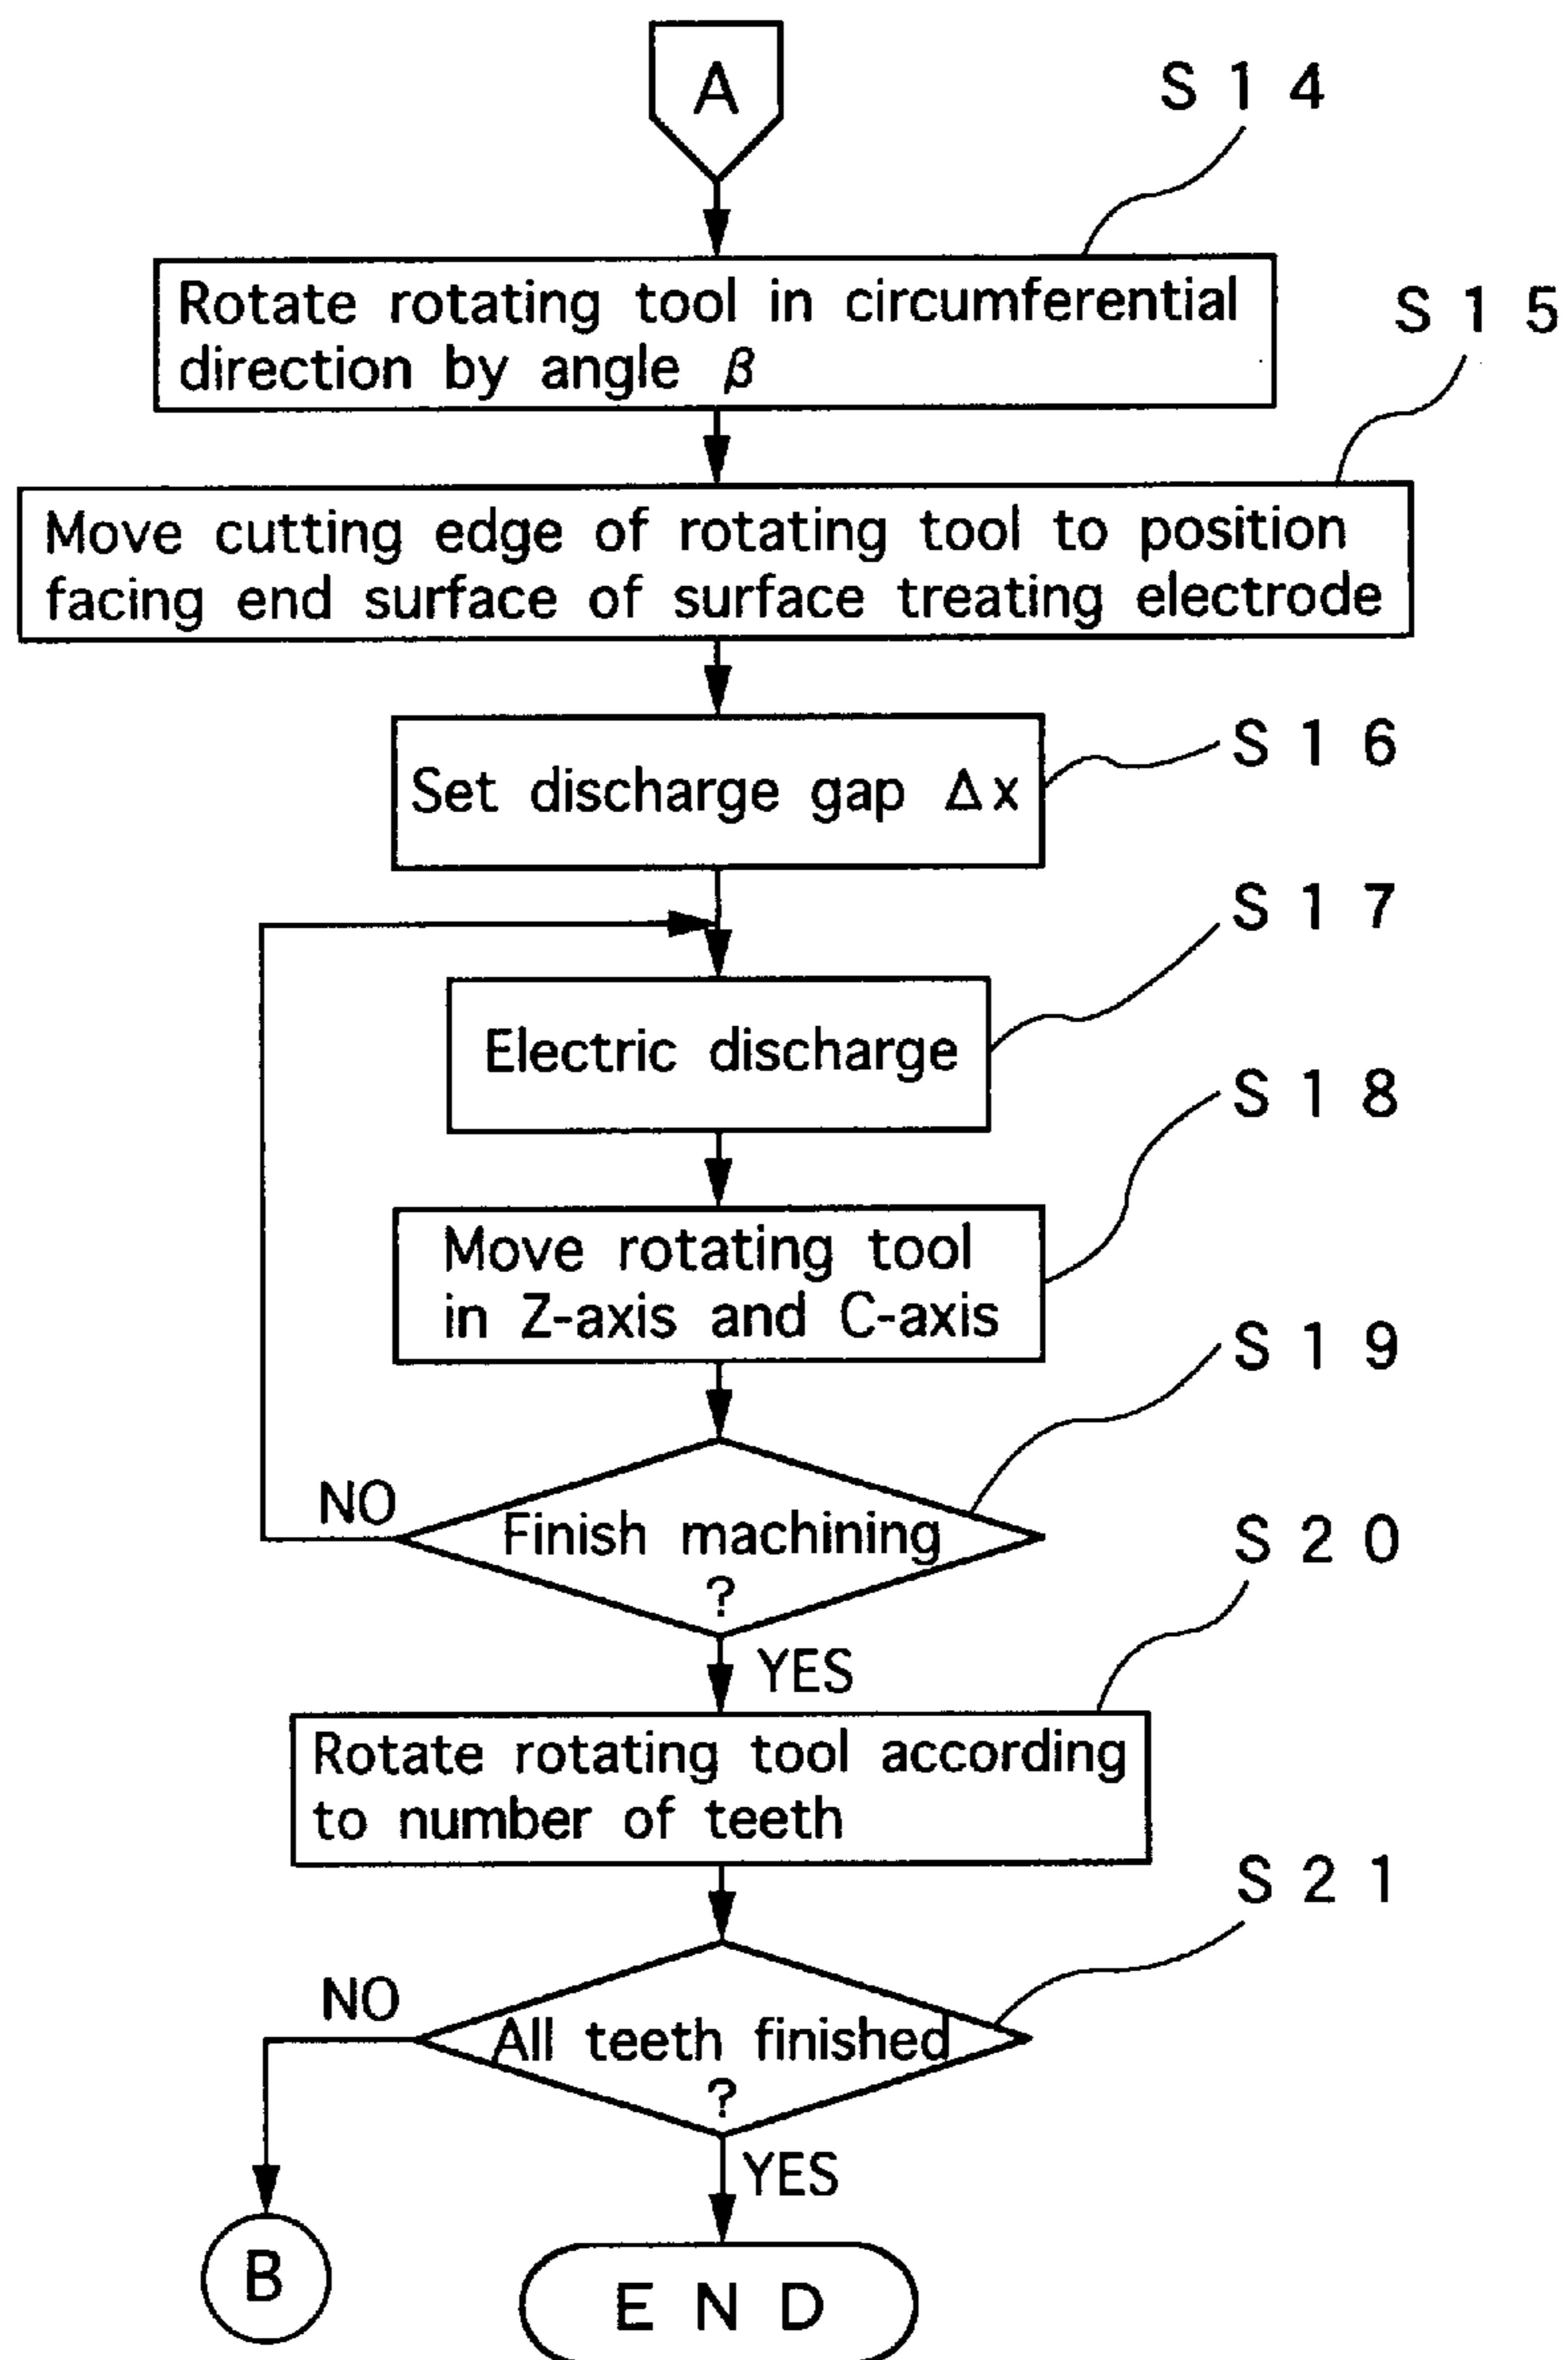 A
S 1 4
Rotate rotating tool in circumferential
direction by angle β
S 1 5
Move cutting edge of rotating tool to position
facing end surface of surface treating electrode
Set discharge gap Δx
S 1 6
S 1 7
Electric discharge
S 1 8
Move rotating tool
in Z-axis and C-axis
S 1 9
NO
Finish machining
?
YES
S 2 0
Rotate rotating tool according
to number of teeth
S 2 1
NO
All teeth finished
?
YES
B
E N D